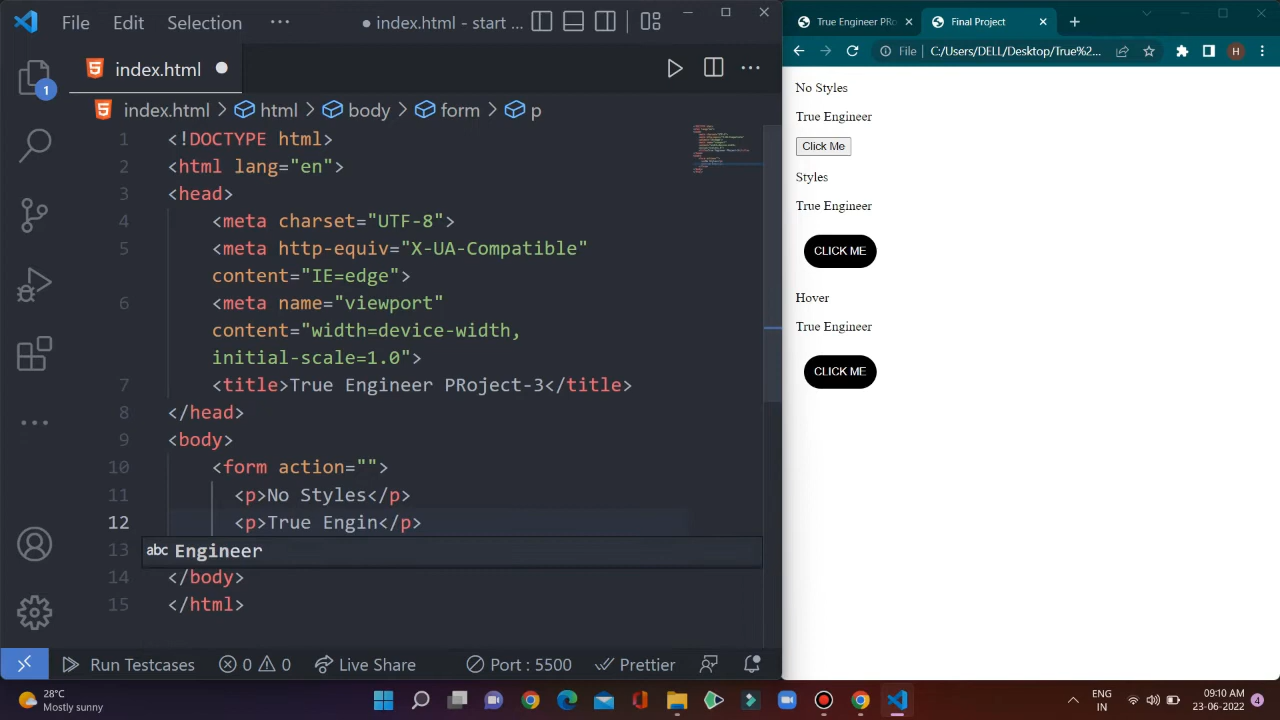 File Edit Selection ··· ● index.html - start ...
index.html ●
index.html > html > body > form > p
1 <!DOCTYPE html>
2 <html lang="en">
3 <head>
4 <meta charset="UTF-8">
5 <meta http-equiv="X-UA-Compatible"
content="IE=edge">
6 <meta name="viewport"
content="width=device-width,
initial-scale=1.0">
7 <title>True Engineer PRoject-3</title>
8 </head>
9 <body>
10 <form action="">
11 <p>No Styles</p>
12 <p>True Engin</p>
13
abc Engineer
14 </body>
15 </html>
1
Run Testcases 0 0 Live Share Port : 5500 Prettier
True Engineer PRo
Final Project
File C:/Users/DELL/Desktop/True%2... H
No Styles
True Engineer
Click Me
Styles
True Engineer
CLICK ME
Hover
True Engineer
CLICK ME
28°C
Mostly sunny
ENG
IN
09:10 AM
23-06-2022
4